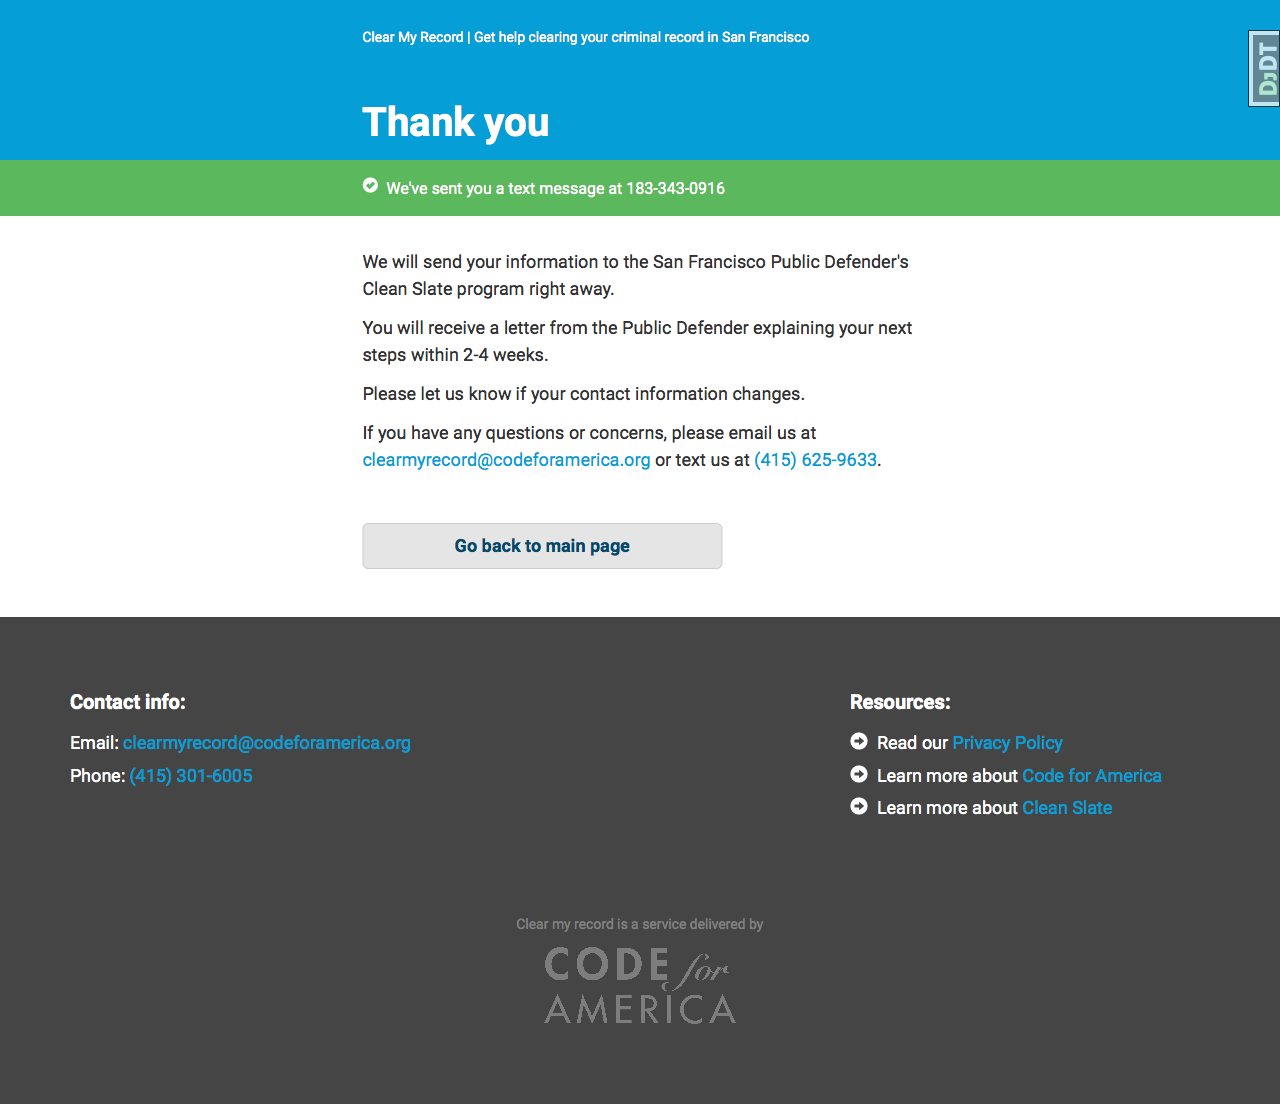 Clear My Record | Get help clearing your criminal record in San Francisco
DJDT
Thank you
We've sent you a text message at 183-343-0916
We will send your information to the San Francisco Public Defender's
Clean Slate program right away.
You will receive a letter from the Public Defender explaining your next
steps within 2-4 weeks.
Please let us know if your contact information changes.
If you have any questions or concerns, please email us at
clearmyrecord@codeforamerica.org or text us at (415) 625-9633.
Go back to main page
Contact info:
Email: clearmyrecord@codeforamerica.org
Phone: (415) 301-6005
Resources:
Read our Privacy Policy
Learn more about Code for America
Learn more about Clean Slate
Clear my record is a service delivered by
CODE for
AMERICA